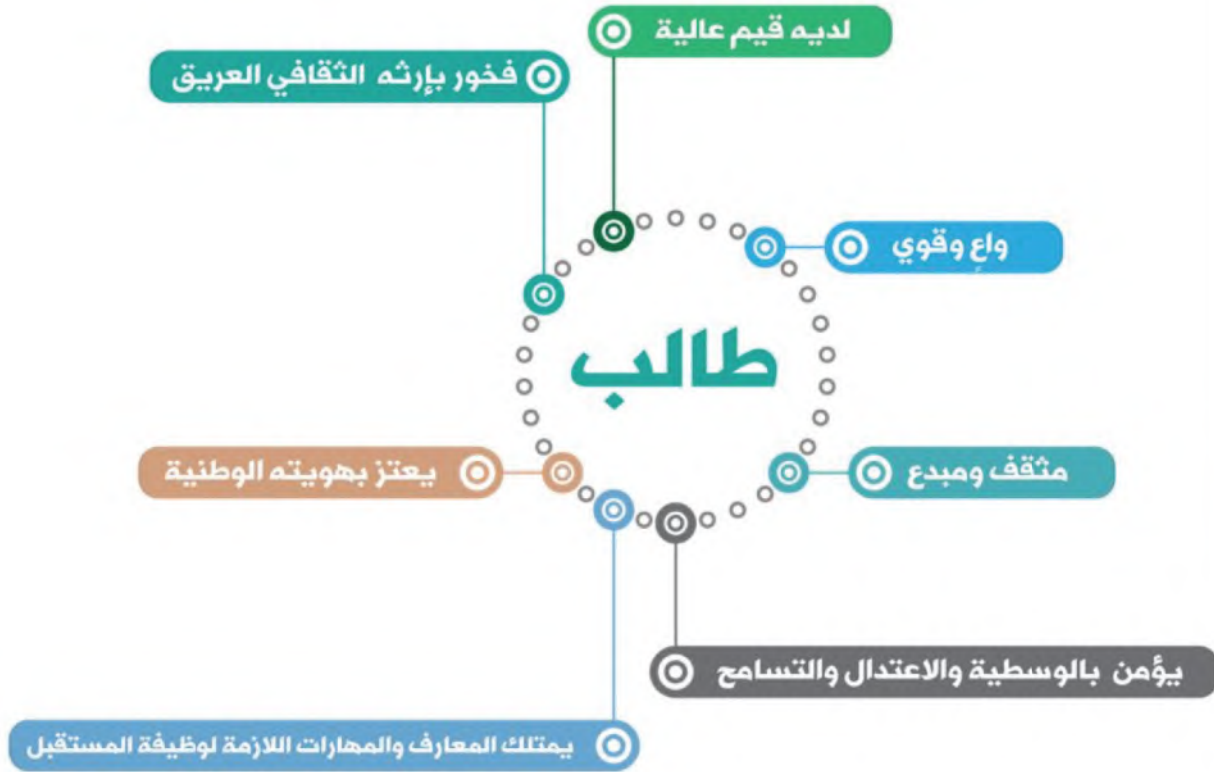 لديه قيم عالية
فخور بإرثه الثقافي العريق
واعٍ وقوي
طالب
يعتز بهويته الوطنية
مثقف ومبدع
يؤمن بالوسطية والاعتدال والتسامح
يمتلك المعارف والمهارات اللازمة لوظيفة المستقبل